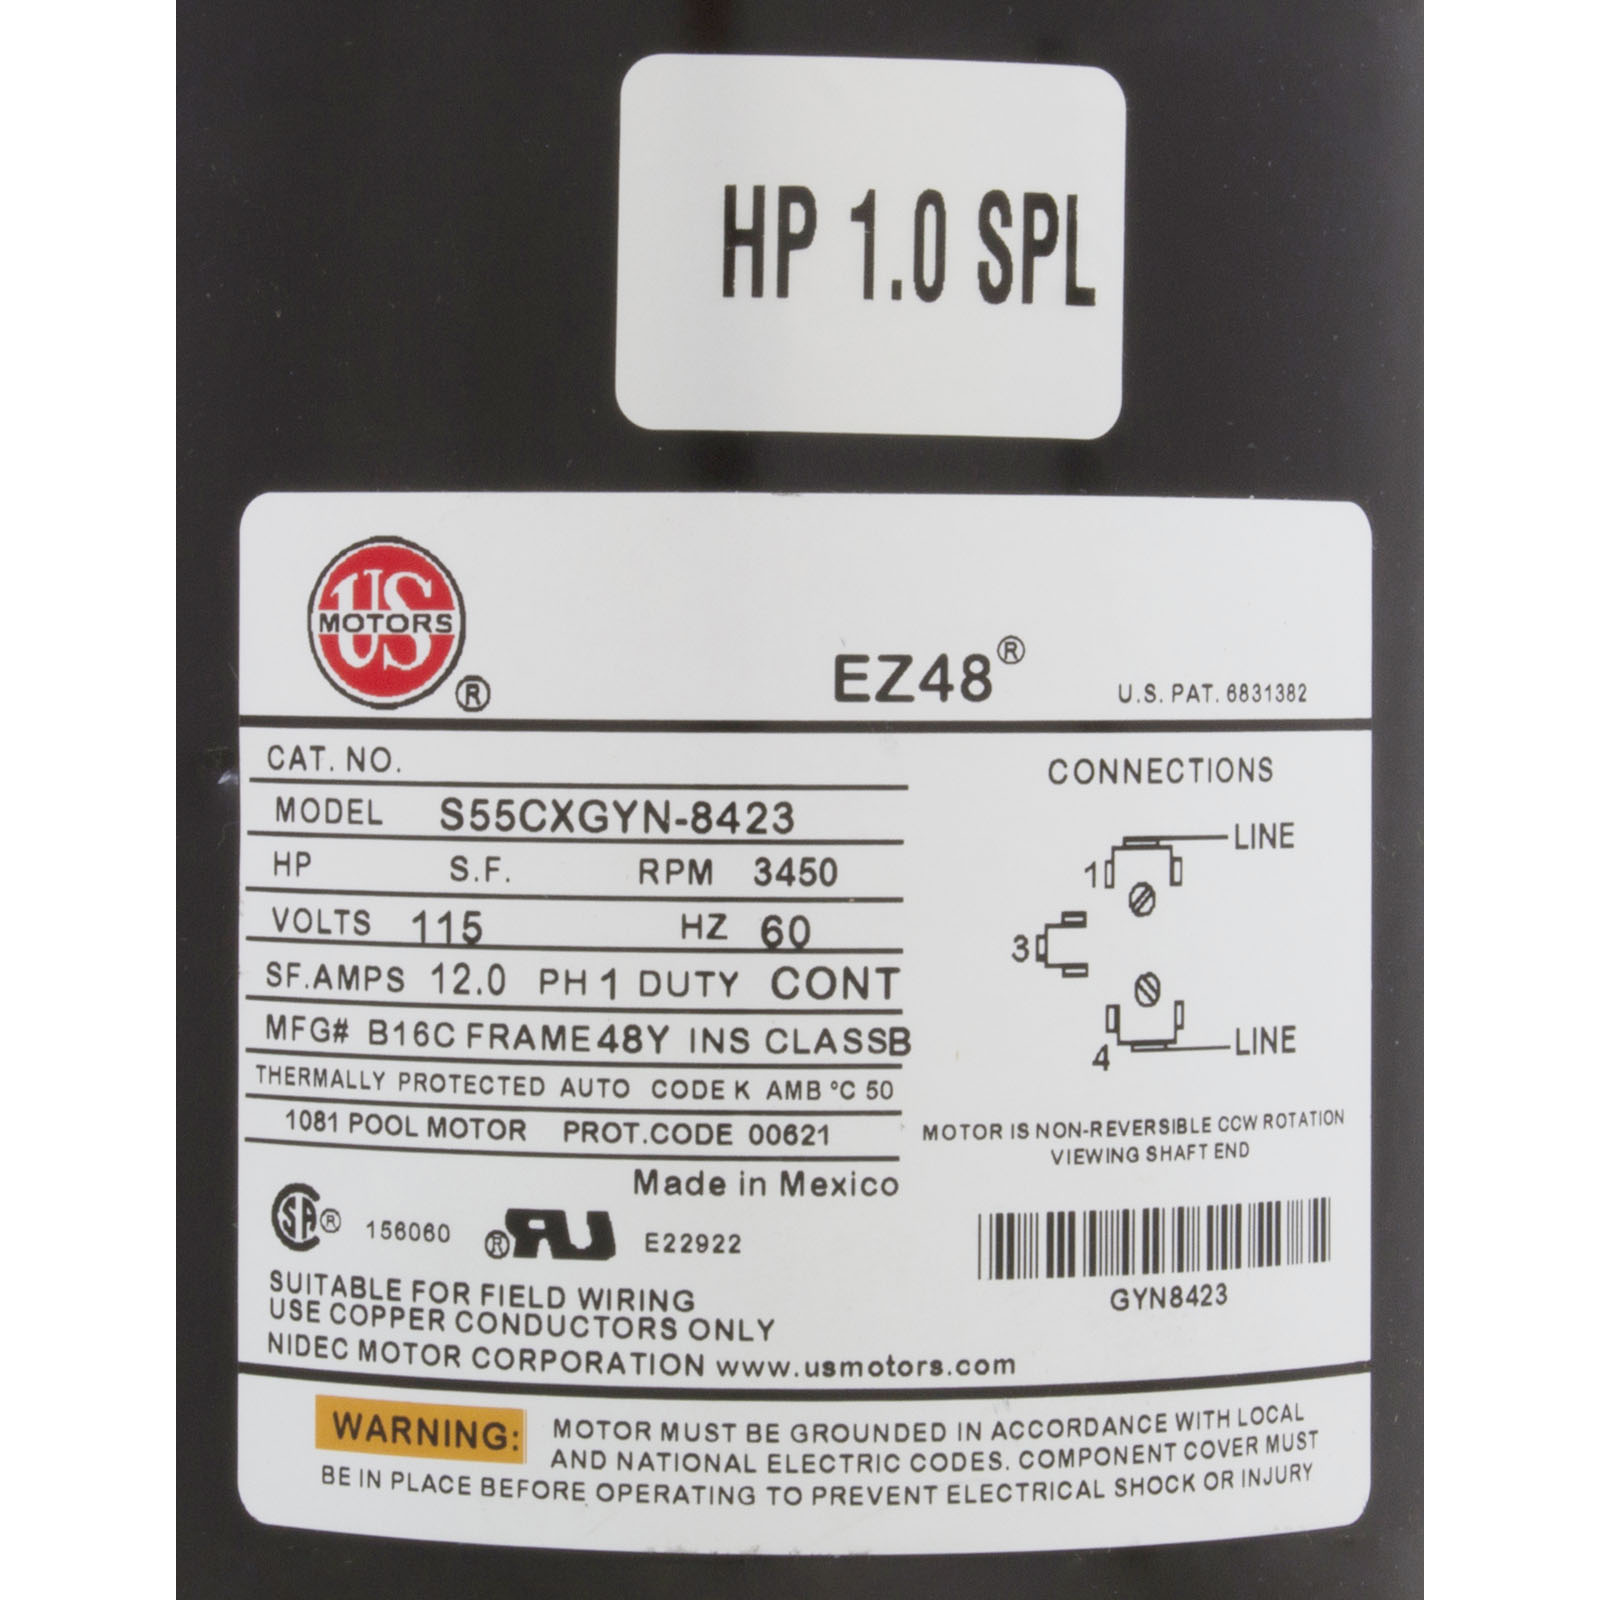 HP 1.0 SPL
US
MOTORS
®
EZ48®
U.S. PAT. 6831382
CAT. NO.
MODEL S55CXGYN-8423
HP S.F. RPM 3450
VOLTS 115 HZ 60
SF.AMPS 12.0 PH 1 DUTY CONT
MFG# B16C FRAME 48Y INS CLASS B
THERMALLY PROTECTED AUTO CODE K AMB °C 50
1081 POOL MOTOR PROT.CODE 00621
Made in Mexico
CONNECTIONS
LINE
1
3
4
LINE
MOTOR IS NON-REVERSIBLE CCW ROTATION
VIEWING SHAFT END
SA® 156060 ®RU E22922
GYN8423
SUITABLE FOR FIELD WIRING
USE COPPER CONDUCTORS ONLY
NIDEC MOTOR CORPORATION www.usmotors.com
WARNING: MOTOR MUST BE GROUNDED IN ACCORDANCE WITH LOCAL
AND NATIONAL ELECTRIC CODES. COMPONENT COVER MUST
BE IN PLACE BEFORE OPERATING TO PREVENT ELECTRICAL SHOCK OR INJURY